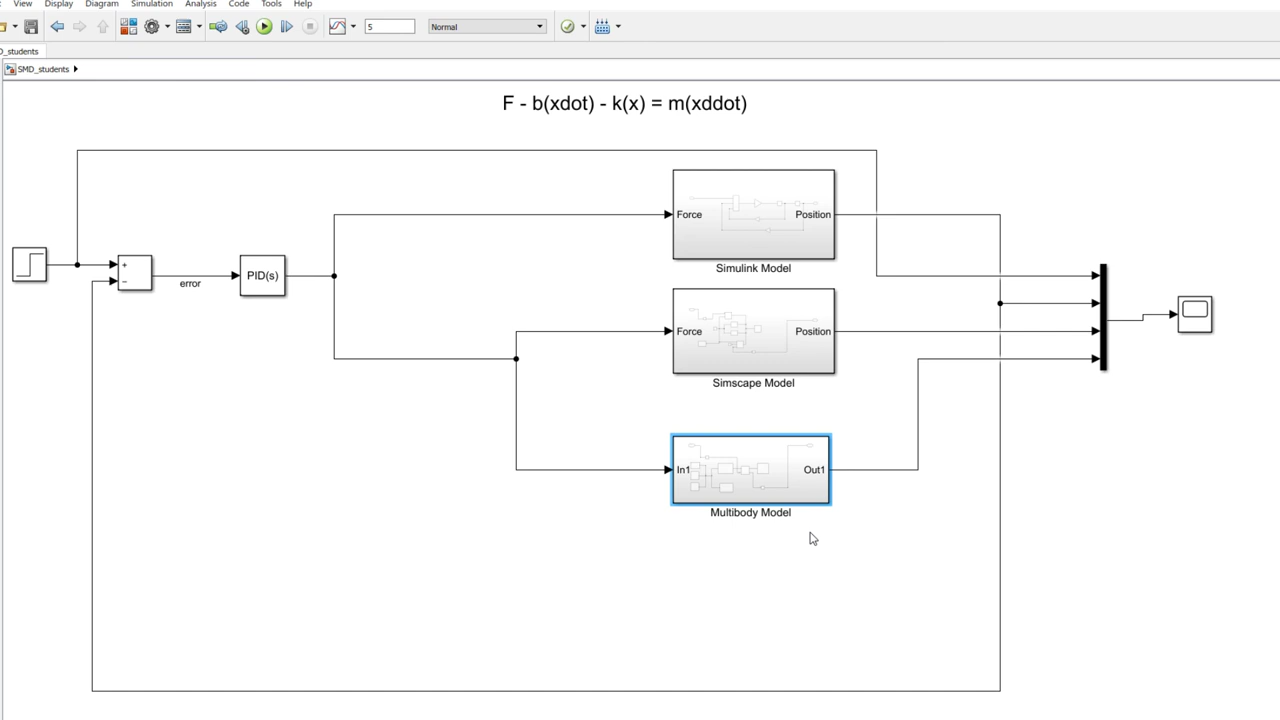 View Display Diagram Simulation Analysis Code Tools Help
5 Normal
D_students
SMD_students
F - b(xdot) - k(x) = m(xddot)
Force Position
Simulink Model
+
−
error
PID(s)
Force Position
Simscape Model
In1 Out1
Multibody Model